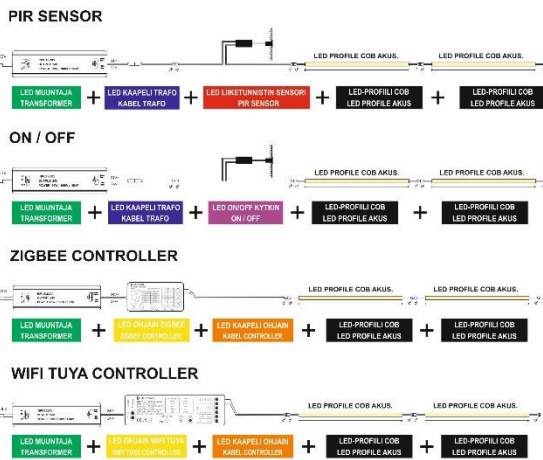 PIR SENSOR
LED PROFILE COB AKUS.
LED PROFILE COB AKUS.
LED MUUNTAJA
TRANSFORMER
+
LED KAAPELI TRAFO
KABEL TRAFO
+
LED LIIKETUNNISTIN SENSORI
PIR SENSOR
+
LED-PROFIILI COB
LED PROFILE AKUS
+
LED-PROFIILI COB
LED PROFILE AKUS
ON / OFF
LED PROFILE COB AKUS.
LED PROFILE COB AKUS.
LED MUUNTAJA
TRANSFORMER
+
LED KAAPELI TRAFO
KABEL TRAFO
+
LED ON/OFF KYTKIN
ON / OFF
+
LED-PROFIILI COB
LED PROFILE AKUS
+
LED-PROFIILI COB
LED PROFILE AKUS
ZIGBEE CONTROLLER
LED PROFILE COB AKUS.
LED PROFILE COB AKUS.
LED MUUNTAJA
TRANSFORMER
+
LED OHJAIN ZIGBEE
ZIGBEE CONTROLLER
+
LED KAAPELI OHJAIN
KABEL CONTROLLER
+
LED-PROFIILI COB
LED PROFILE AKUS
+
LED-PROFIILI COB
LED PROFILE AKUS
WIFI TUYA CONTROLLER
LED PROFILE COB AKUS.
LED PROFILE COB AKUS.
LED MUUNTAJA
TRANSFORMER
+
LED OHJAIN WIFI TUYA
WIFI TUYA CONTROLLER
+
LED KAAPELI OHJAIN
KABEL CONTROLLER
+
LED-PROFIILI COB
LED PROFILE AKUS
+
LED-PROFIILI COB
LED PROFILE AKUS